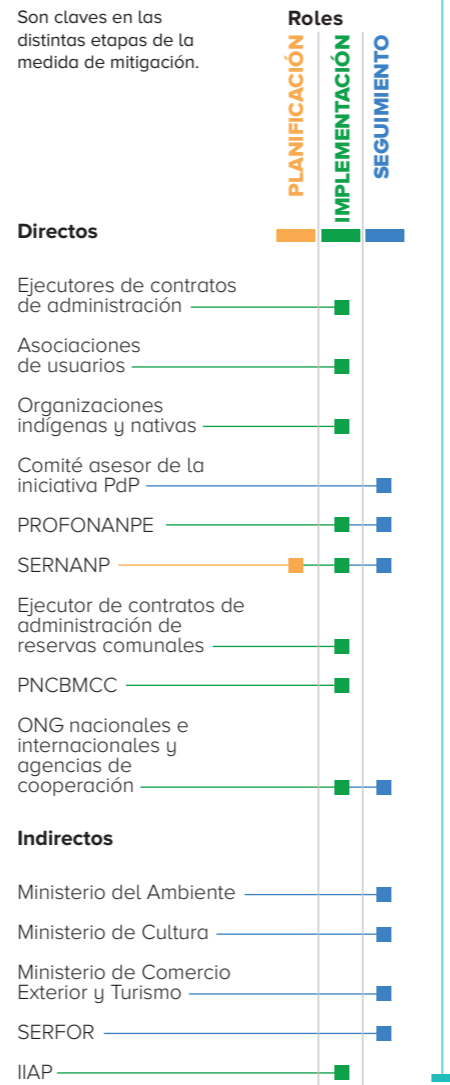 Son claves en las
distintas etapas de la
medida de mitigación.
Roles
PLANIFICACIÓN
IMPLEMENTACIÓN
SEGUIMIENTO
Directos
Ejecutores de contratos
de administración
Asociaciones
de usuarios
Organizaciones
indígenas y nativas
Comité asesor de la
iniciativa PdP
PROFONANPE
SERNANP
Ejecutor de contratos de
administración de
reservas comunales
PNCBMCC
ONG nacionales e
internacionales y
agencias de
cooperación
Indirectos
Ministerio del Ambiente
Ministerio de Cultura
Ministerio de Comercio
Exterior y Turismo
SERFOR
IIAP